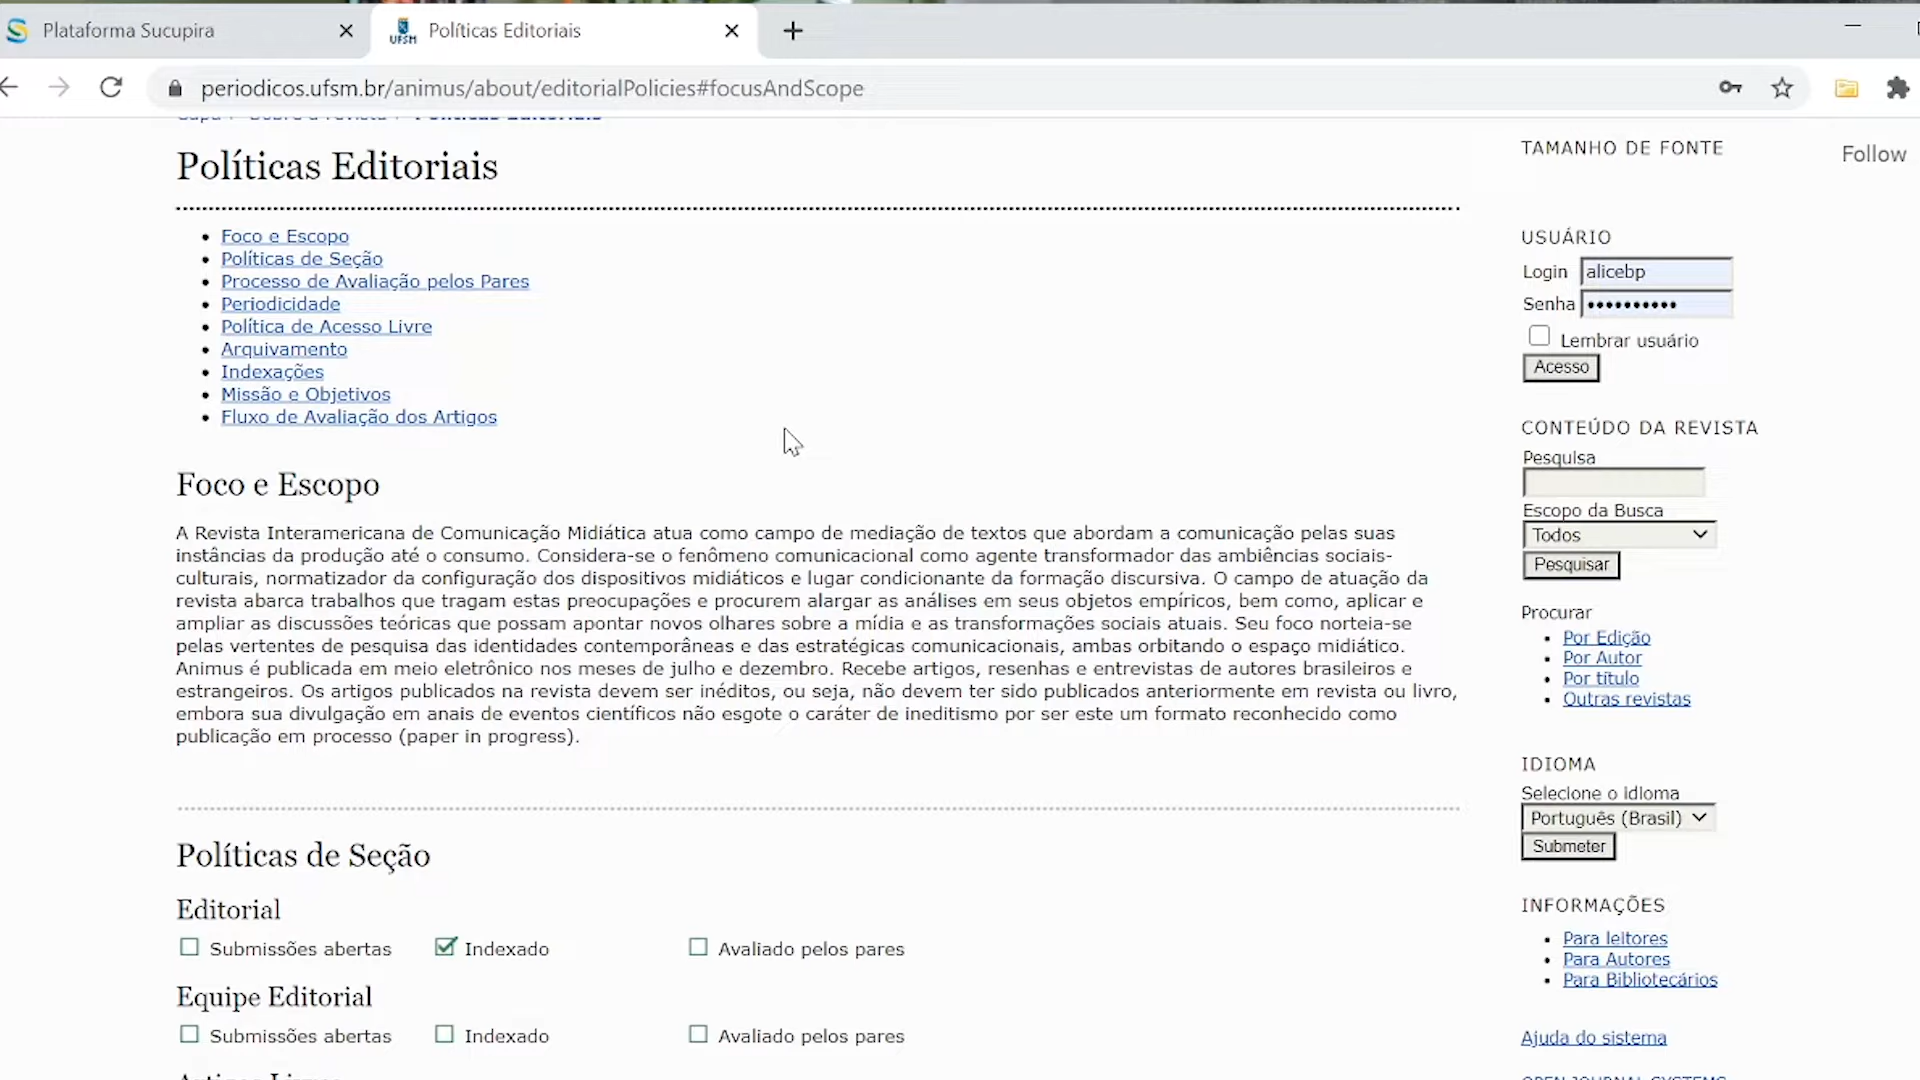 Plataforma Sucupira
UFSM Políticas Editoriais
periodicos.ufsm.br/animus/about/editorialPolicies#focusAndScope
Políticas Editoriais
Políticas Editoriais
Foco e Escopo
Políticas de Seção
Processo de Avaliação pelos Pares
Periodicidade
Política de Acesso Livre
Arquivamento
Indexações
Missão e Objetivos
Fluxo de Avaliação dos Artigos
Foco e Escopo
A Revista Interamericana de Comunicação Midiática atua como campo de mediação de textos que abordam a comunicação pelas suas
instâncias da produção até o consumo. Considera-se o fenômeno comunicacional como agente transformador das ambiências sociais-
culturais, normatizador da configuração dos dispositivos midiáticos e lugar condicionante da formação discursiva. O campo de atuação da
revista abarca trabalhos que tragam estas preocupações e procurem alargar as análises em seus objetos empíricos, bem como, aplicar e
ampliar as discussões teóricas que possam apontar novos olhares sobre a mídia e as transformações sociais atuais. Seu foco norteia-se
pelas vertentes de pesquisa das identidades contemporâneas e das estratégicas comunicacionais, ambas orbitando o espaço midiático.
Animus é publicada em meio eletrônico nos meses de julho e dezembro. Recebe artigos, resenhas e entrevistas de autores brasileiros e
estrangeiros. Os artigos publicados na revista devem ser inéditos, ou seja, não devem ter sido publicados anteriormente em revista ou livro,
embora sua divulgação em anais de eventos científicos não esgote o caráter de ineditismo por ser este um formato reconhecido como
publicação em processo (paper in progress).
Políticas de Seção
Editorial
Submissões abertas Indexado Avaliado pelos pares
Equipe Editorial
Submissões abertas Indexado Avaliado pelos pares
TAMANHO DE FONTE
Follow
USUÁRIO
Login alicebp
Senha ••••••••••
Lembrar usuário
Acesso
CONTEÚDO DA REVISTA
Pesquisa
Escopo da Busca
Todos
Pesquisar
Procurar
Por Edição
Por Autor
Por título
Outras revistas
IDIOMA
Selecione o idioma
Português (Brasil)
Submeter
INFORMAÇÕES
Para leitores
Para Autores
Para Bibliotecários
Ajuda do sistema
OPEN JOURNAL SYSTEMS